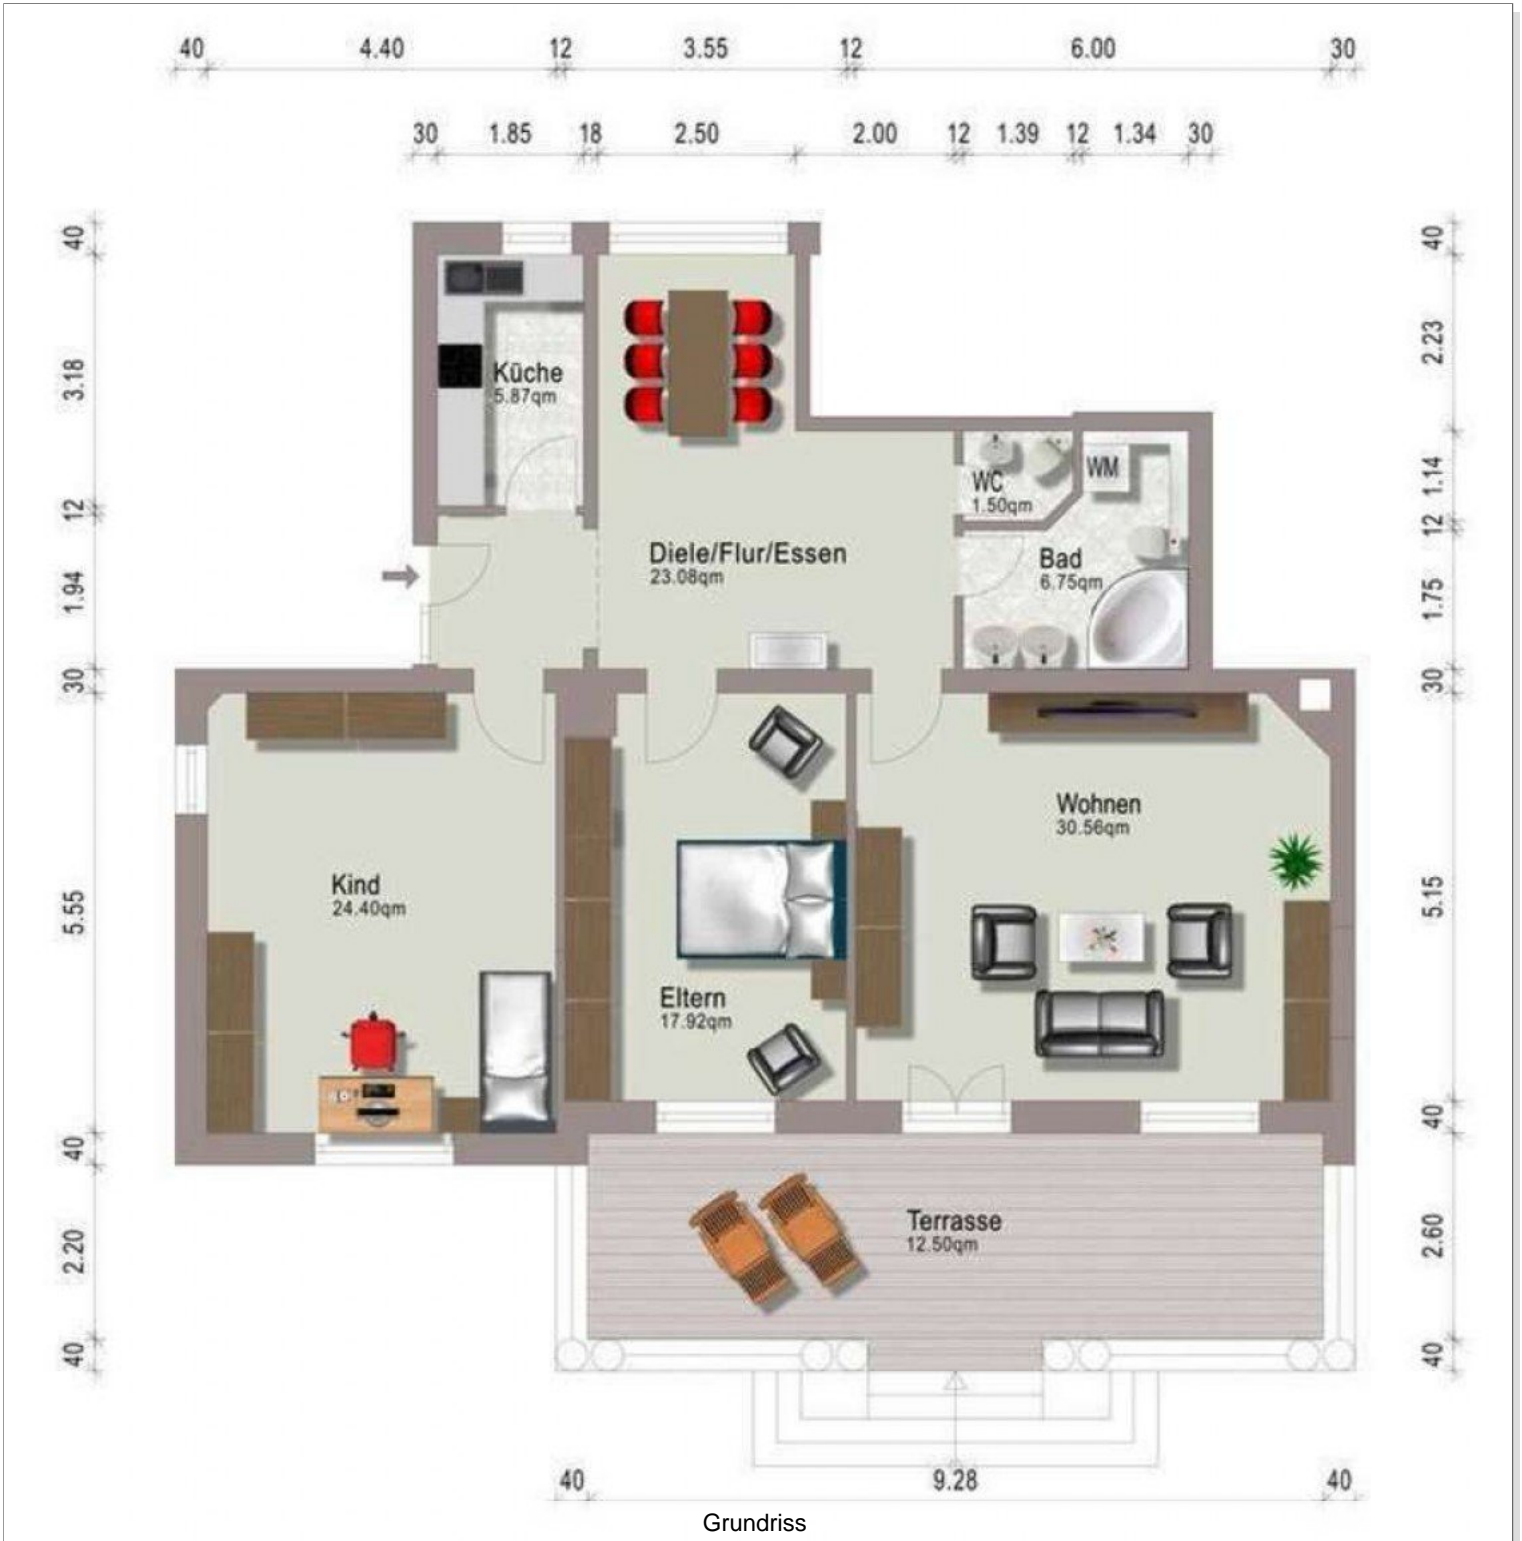 40 4.40 12 3.55 12 6.00 30
30 1.85 18 2.50 2.00 12 1.39 12 1.34 30
40
3.18
12
1.94
30
5.55
40
2.20
40
Küche
5.87qm
Diele/Flur/Essen
23.08qm
WC
1.50qm
WM
Bad
6.75qm
Kind
24.40qm
Eltern
17.92qm
Wohnen
30.56qm
Terrasse
12.50qm
40
2.23
1.14
12
1.75
30
5.15
40
2.60
40
40 9.28 40
Grundriss